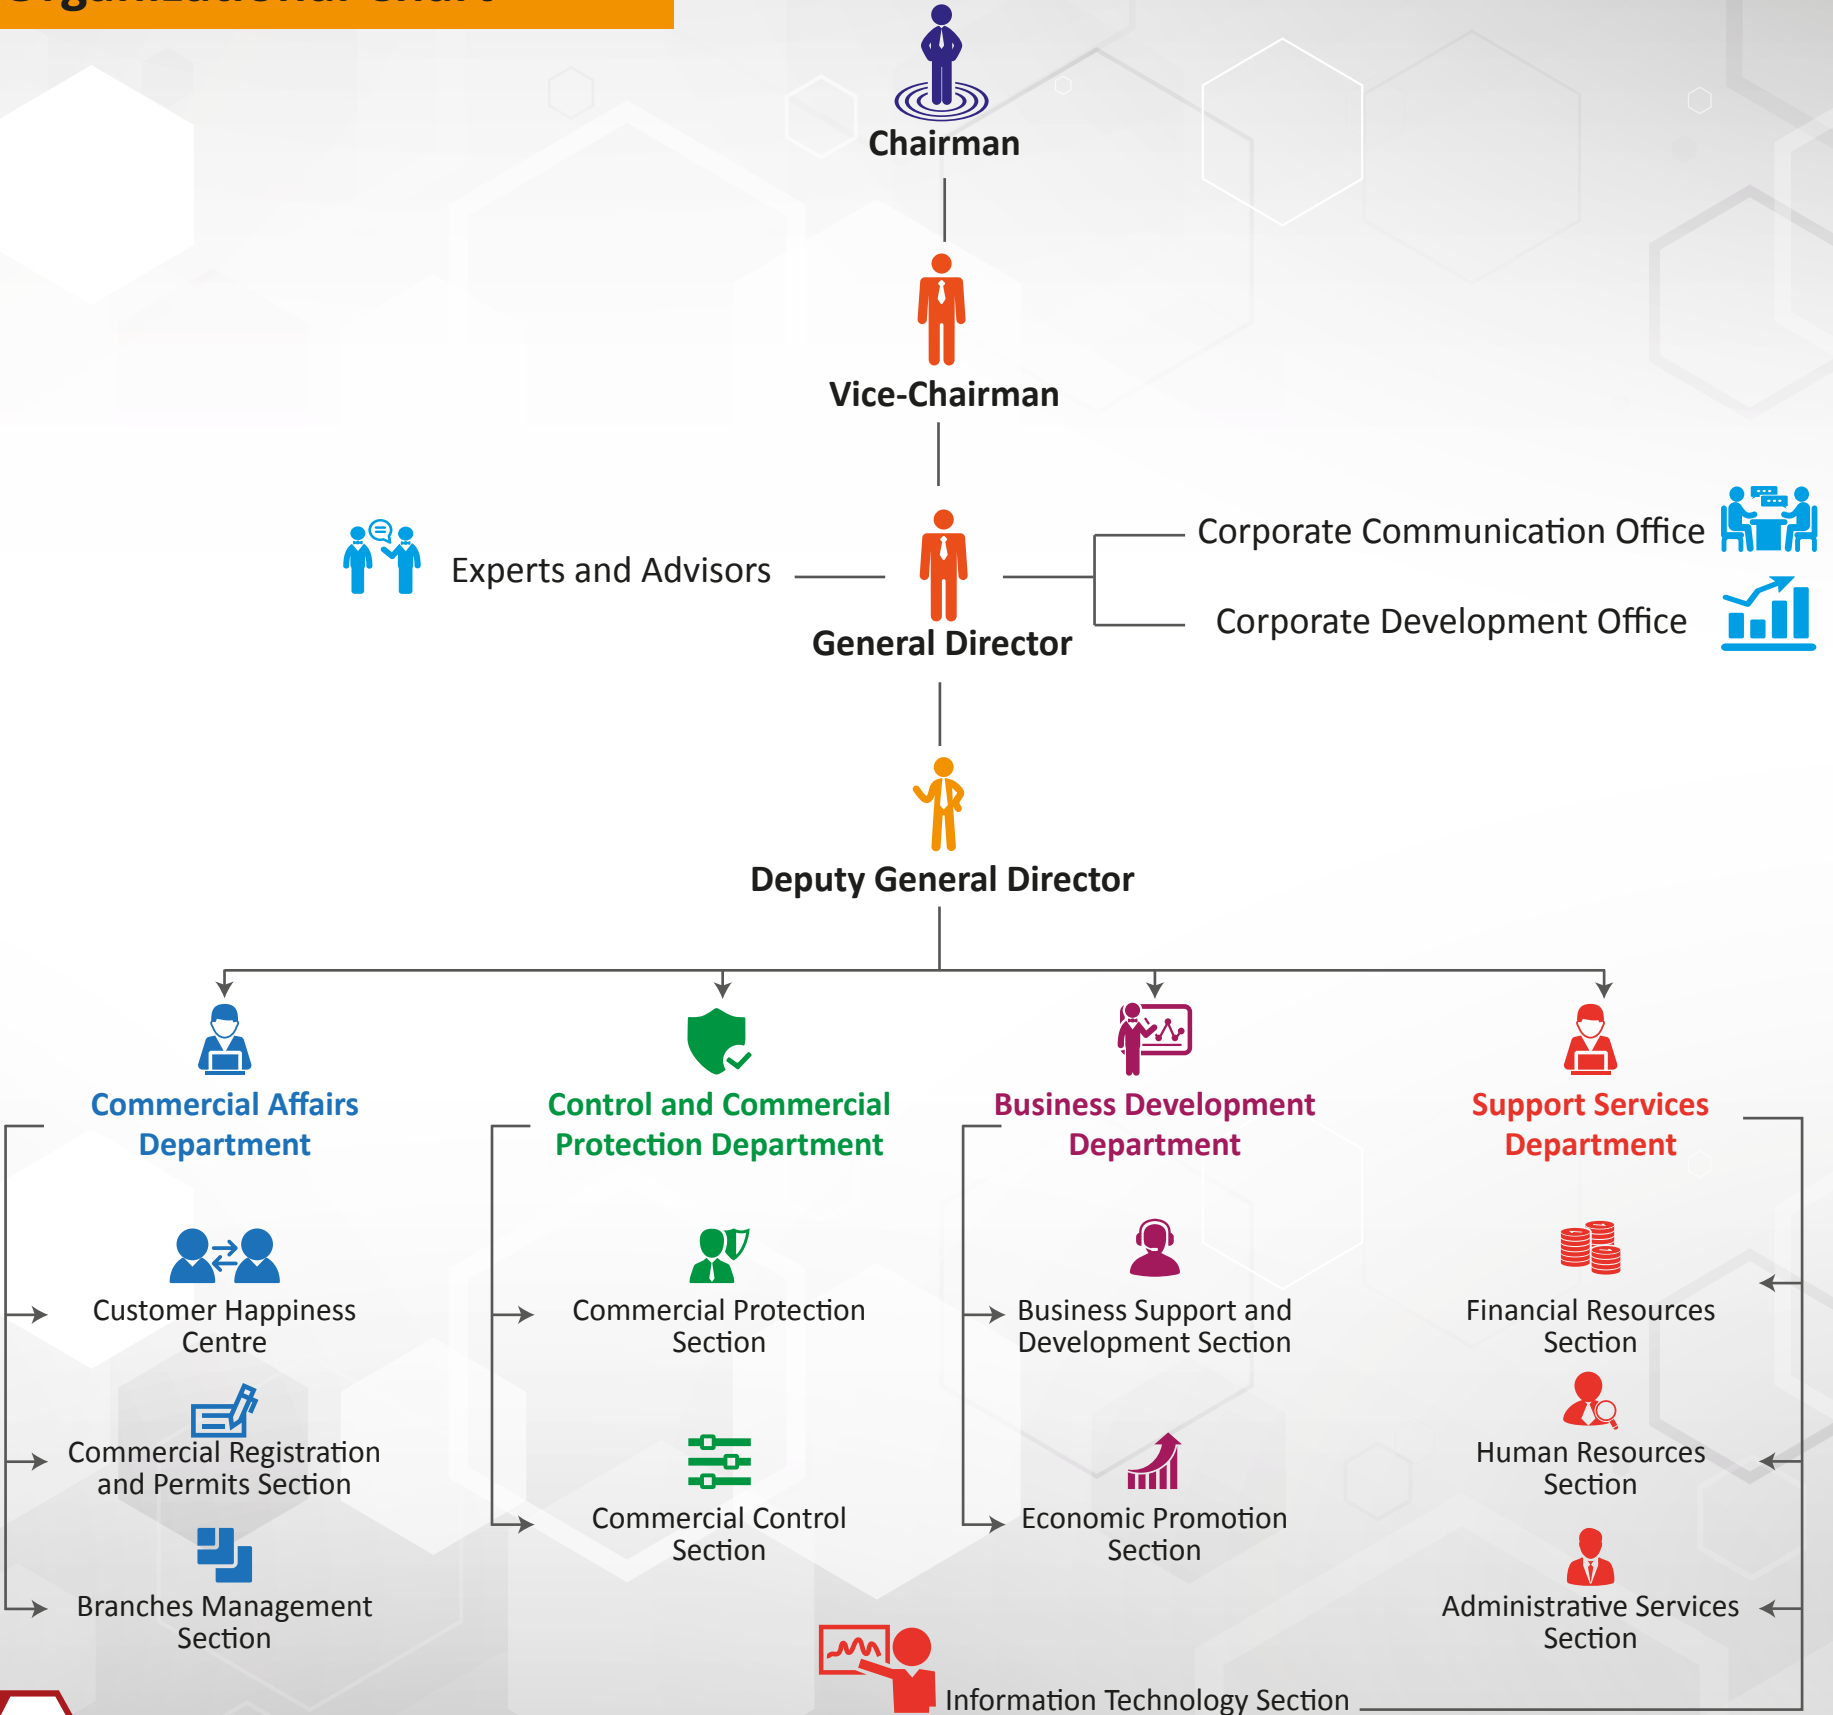 Organizational Chart
Chairman
Vice-Chairman
Experts and Advisors
General Director
Corporate Communication Office
Corporate Development Office
Deputy General Director
Commercial Affairs
Department
Customer Happiness
Centre
Commercial Registration
and Permits Section
Branches Management
Section
Control and Commercial
Protection Department
Commercial Protection
Section
Commercial Control
Section
Business Development
Department
Business Support and
Development Section
Economic Promotion
Section
Support Services
Department
Financial Resources
Section
Human Resources
Section
Administrative Services
Section
Information Technology Section